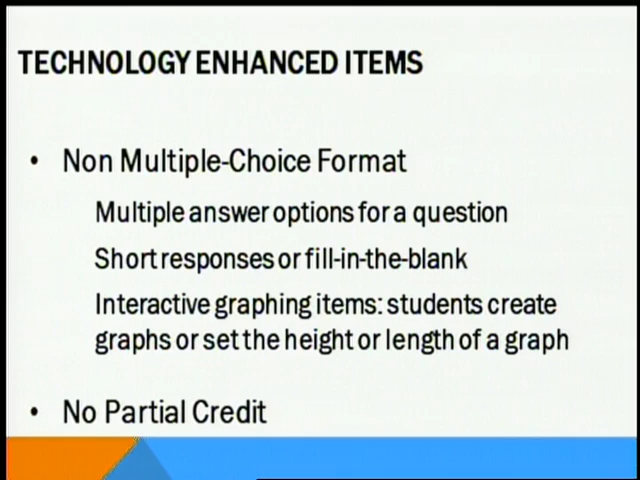 TECHNOLOGY ENHANCED ITEMS
• Non Multiple-Choice Format
Multiple answer options for a question
Short responses or fill-in-the-blank
Interactive graphing items: students create
graphs or set the height or length of a graph
• No Partial Credit